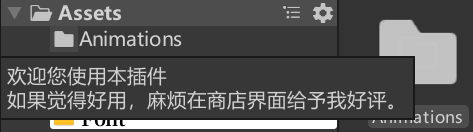 Assets
Animations
欢迎您使用本插件
如果觉得好用，麻烦在商店界面给予我好评。
Animations
Font